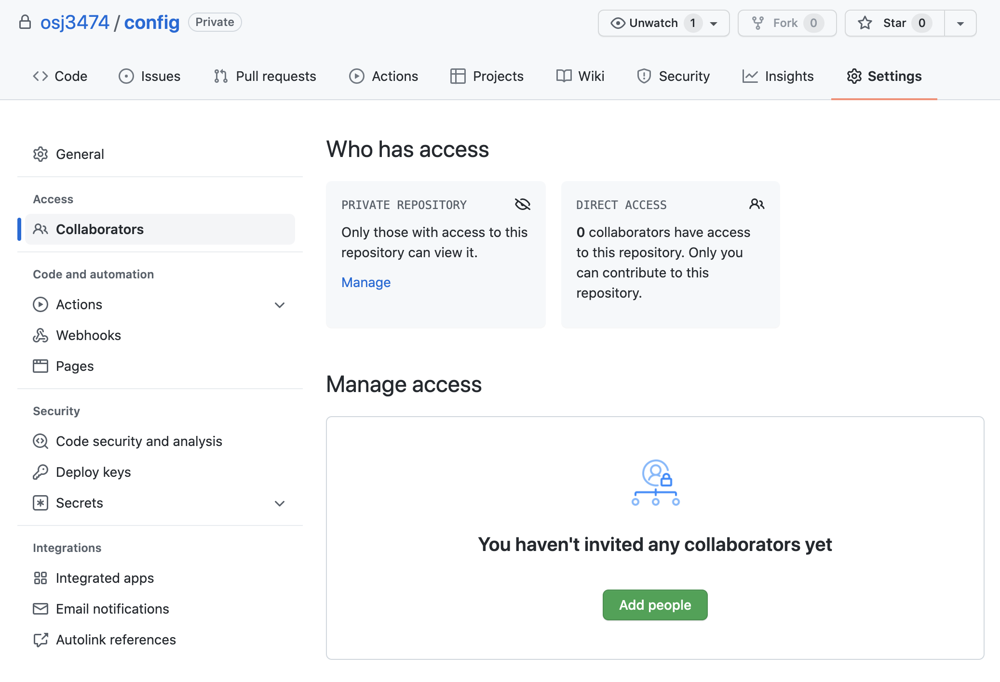 osj3474 / config Private
Unwatch 1
Fork 0
Star 0
Code
Issues
Pull requests
Actions
Projects
Wiki
Security
Insights
Settings
General
Access
Collaborators
Code and automation
Actions
Webhooks
Pages
Security
Code security and analysis
Deploy keys
Secrets
Integrations
Integrated apps
Email notifications
Autolink references
Who has access
PRIVATE REPOSITORY
Only those with access to this
repository can view it.
Manage
DIRECT ACCESS
0 collaborators have access
to this repository. Only you
can contribute to this
repository.
Manage access
You haven't invited any collaborators yet
Add people